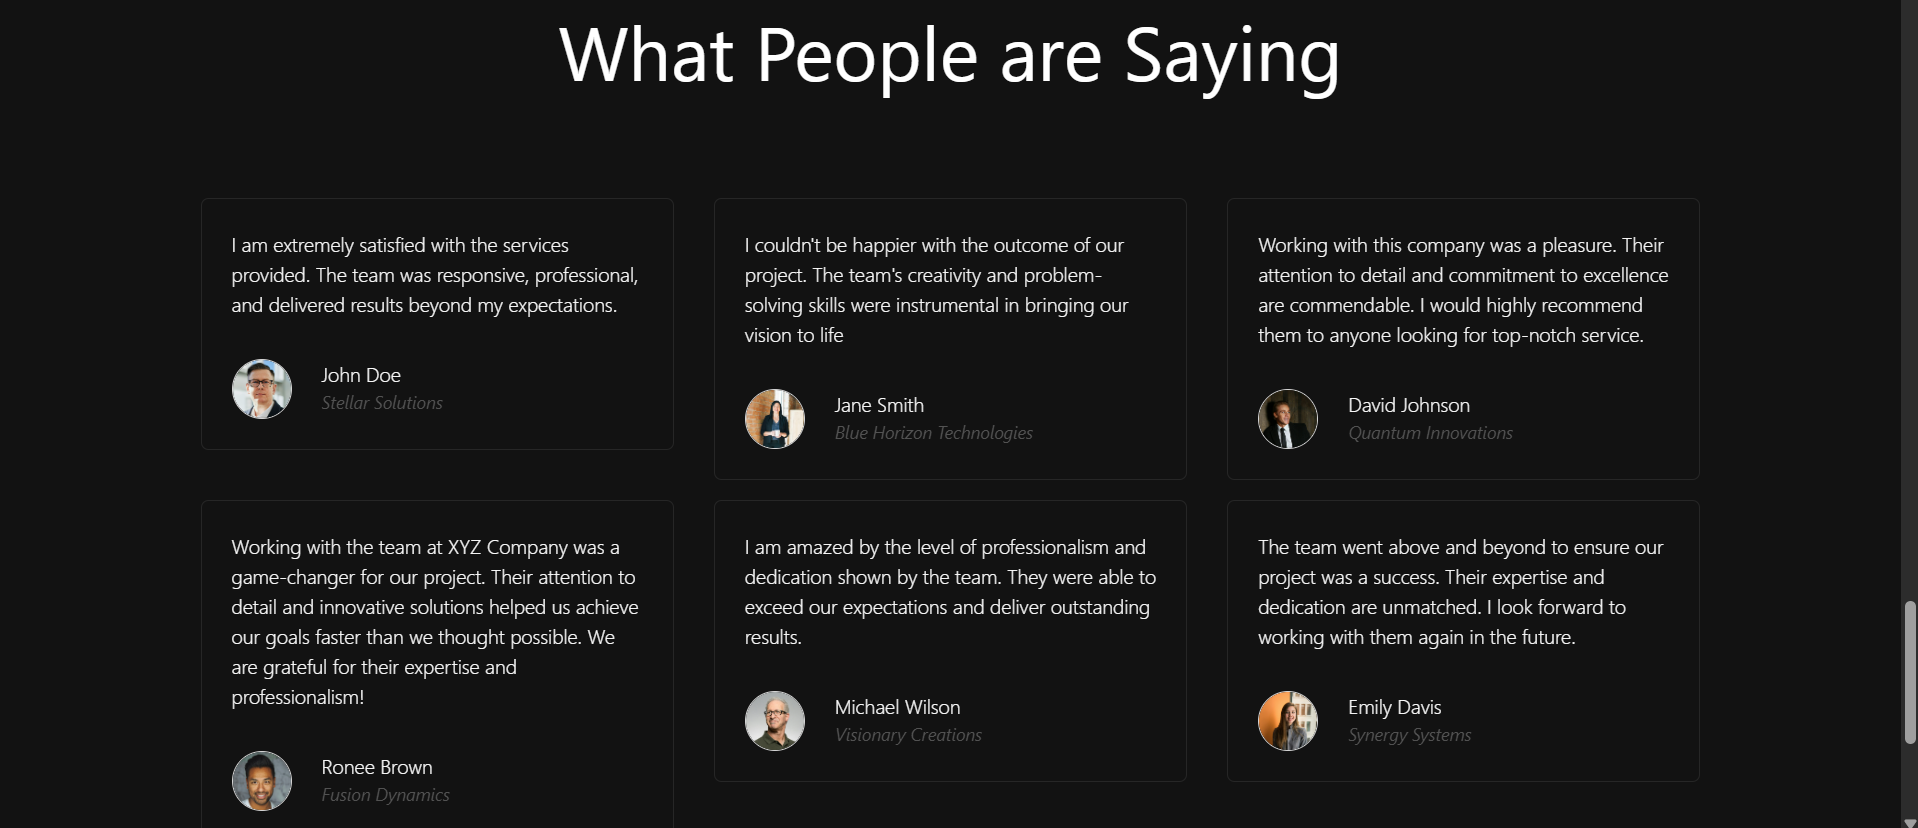 What People are Saying
I am extremely satisfied with the services
provided. The team was responsive, professional,
and delivered results beyond my expectations.
John Doe
Stellar Solutions
I couldn't be happier with the outcome of our
project. The team's creativity and problem-
solving skills were instrumental in bringing our
vision to life
Jane Smith
Blue Horizon Technologies
Working with this company was a pleasure. Their
attention to detail and commitment to excellence
are commendable. I would highly recommend
them to anyone looking for top-notch service.
David Johnson
Quantum Innovations
Working with the team at XYZ Company was a
game-changer for our project. Their attention to
detail and innovative solutions helped us achieve
our goals faster than we thought possible. We
are grateful for their expertise and
professionalism!
Ronee Brown
Fusion Dynamics
I am amazed by the level of professionalism and
dedication shown by the team. They were able to
exceed our expectations and deliver outstanding
results.
Michael Wilson
Visionary Creations
The team went above and beyond to ensure our
project was a success. Their expertise and
dedication are unmatched. I look forward to
working with them again in the future.
Emily Davis
Synergy Systems